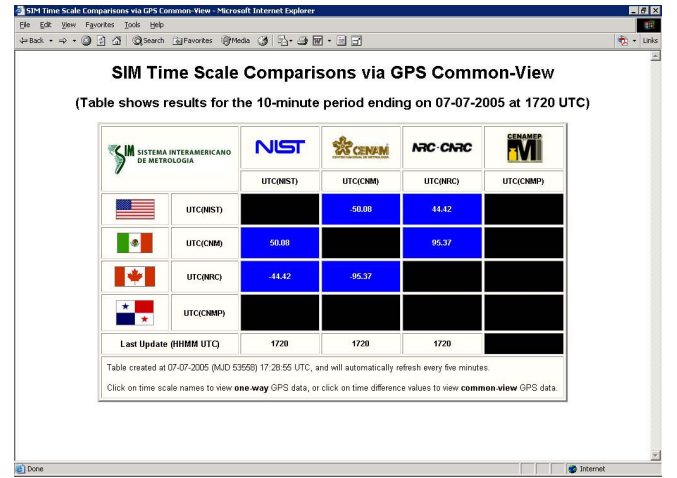 SIM Time Scale Comparisons via GPS Common-View - Microsoft Internet Explorer
File Edit View Favorites Tools Help
Back Search Favorites Media Links
SIM Time Scale Comparisons via GPS Common-View
(Table shows results for the 10-minute period ending on 07-07-2005 at 1720 UTC)
SIM SISTEMA INTERAMERICANO
DE METROLOGIA
NIST CENAM NRC·CNRC CENAMEP
UTC(NIST) UTC(CNM) UTC(NRC) UTC(CNMP)
UTC(NIST) -50.08 44.42
UTC(CNM) 50.08 95.37
UTC(NRC) -44.42 -95.37
UTC(CNMP)
Last Update (HHMM UTC) 1720 1720 1720
Table created at 07-07-2005 (MJD 53558) 17:28:55 UTC, and will automatically refresh every five minutes.
Click on time scale names to view one-way GPS data, or click on time difference values to view common-view GPS data.
Done Internet